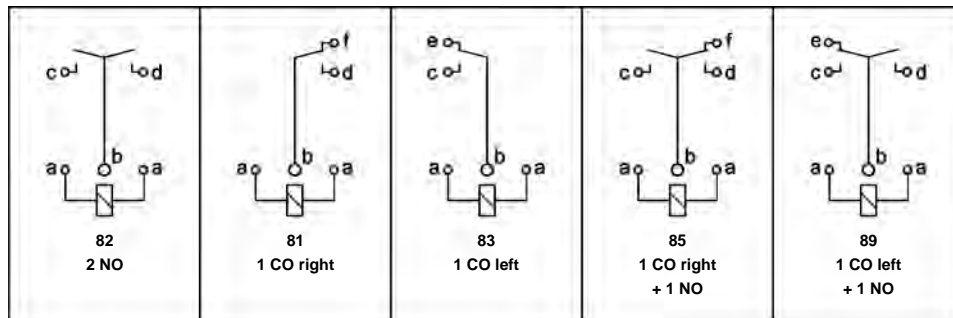 c d
b
a a
82
2 NO
f
d
b
a a
81
1 CO right
e
c
b
a a
83
1 CO left
f
c d
b
a a
85
1 CO right
+ 1 NO
e
c d
b
a a
89
1 CO left
+ 1 NO